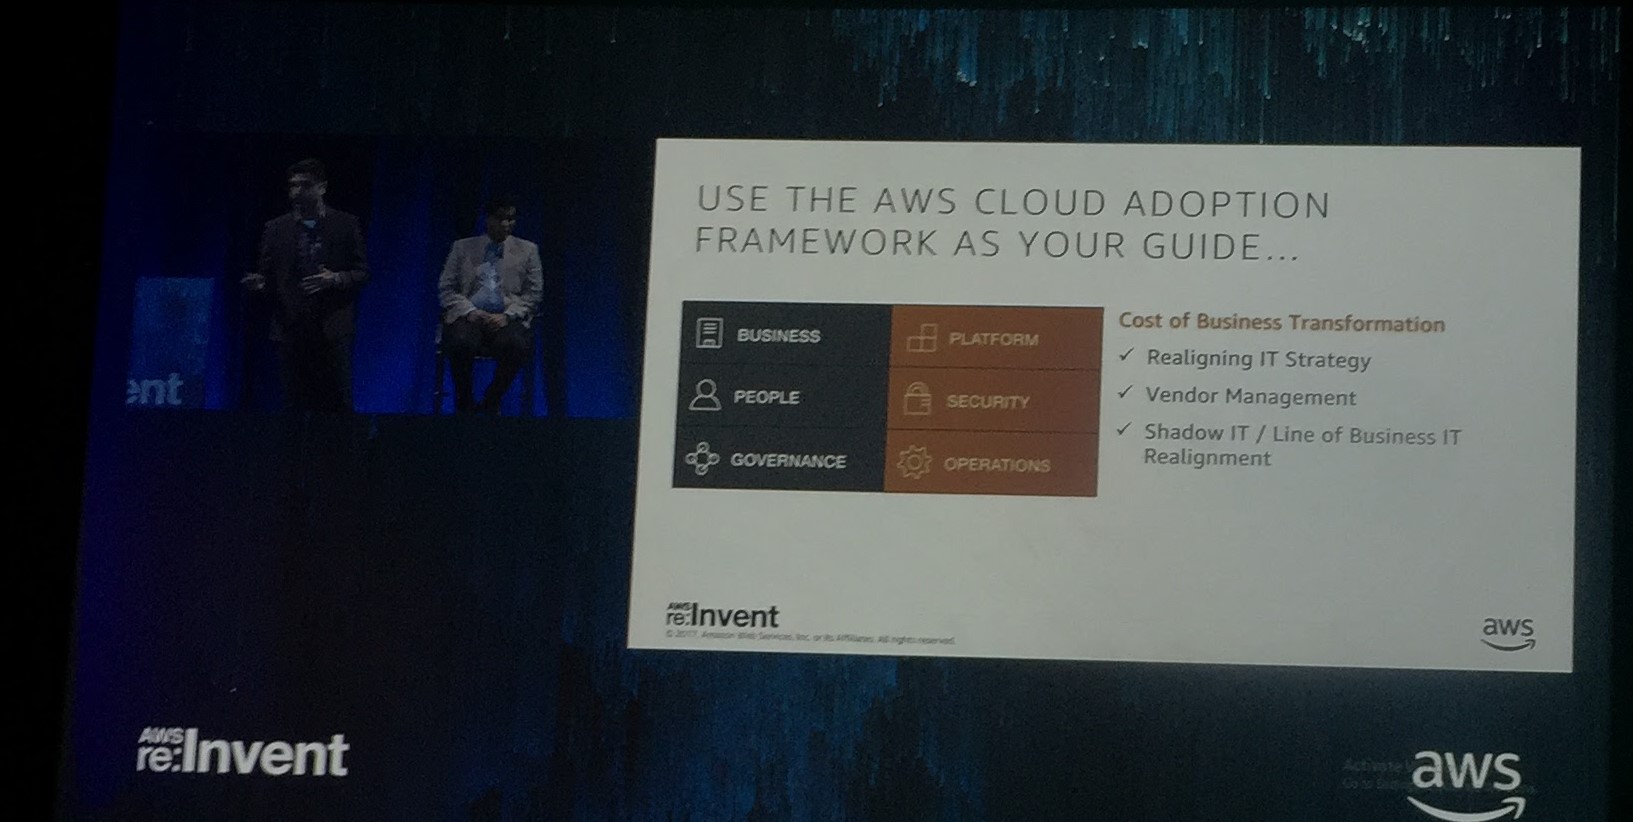 USE THE AWS CLOUD ADOPTION
FRAMEWORK AS YOUR GUIDE...
BUSINESS
PLATFORM
PEOPLE
SECURITY
GOVERNANCE
OPERATIONS
Cost of Business Transformation
✓ Realigning IT Strategy
✓ Vendor Management
✓ Shadow IT / Line of Business IT
Realignment
AWS
re:Invent
© 2017, Amazon Web Services, Inc. or its Affiliates. All rights reserved.
aws
ent
AWS
re:Invent
Activate
Go to
aws